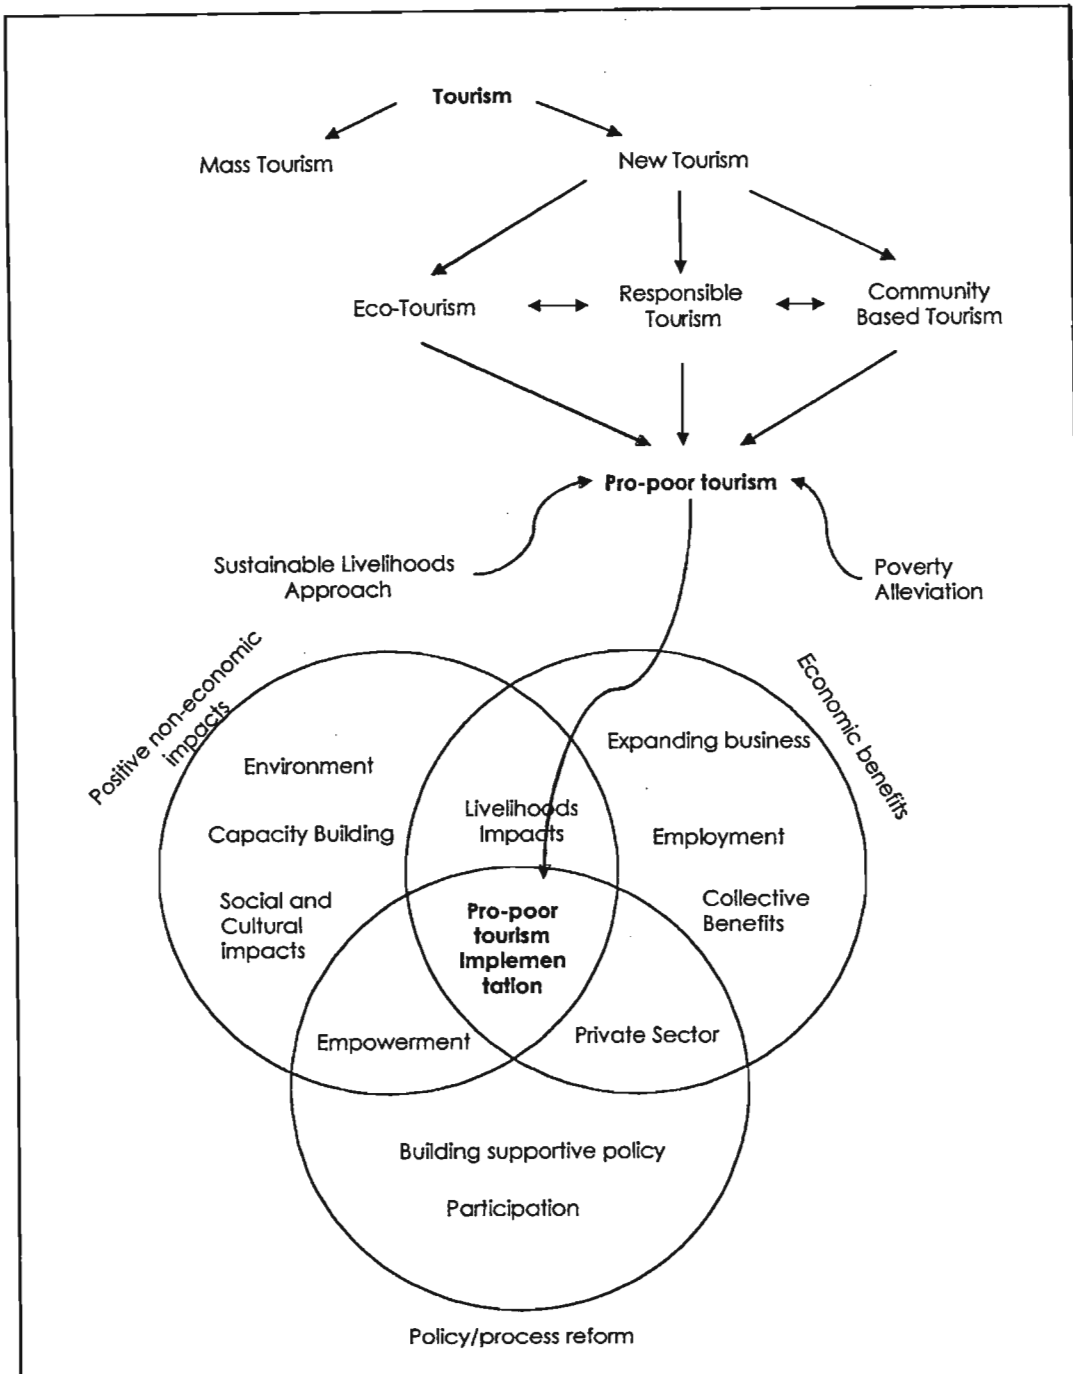 Tourism
Mass Tourism
New Tourism
Eco-Tourism
Responsible
Tourism
Community
Based Tourism
Pro-poor tourism
Sustainable Livelihoods
Approach
Poverty
Alleviation
Positive non-economic
impacts
Economic benefits
Environment
Capacity Building
Social and
Cultural
impacts
Livelihoods
Impacts
Expanding business
Employment
Collective
Benefits
Pro-poor
tourism
Implemen
tation
Empowerment
Private Sector
Building supportive policy
Participation
Policy/process reform